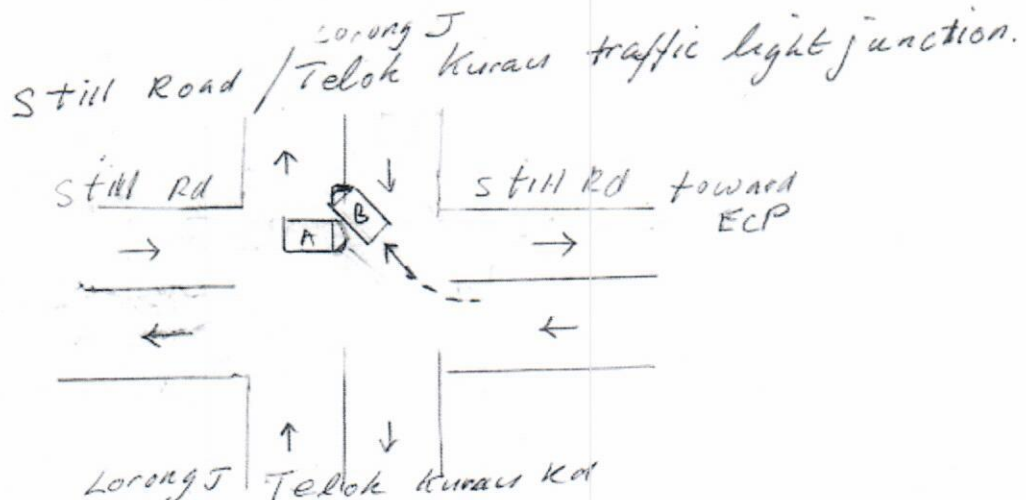 Lorong J
Still Road / Telok Kurau traffic light junction.
Still Rd
Still Rd toward
ECP
B
A
Lorong J Telok Kurau Rd